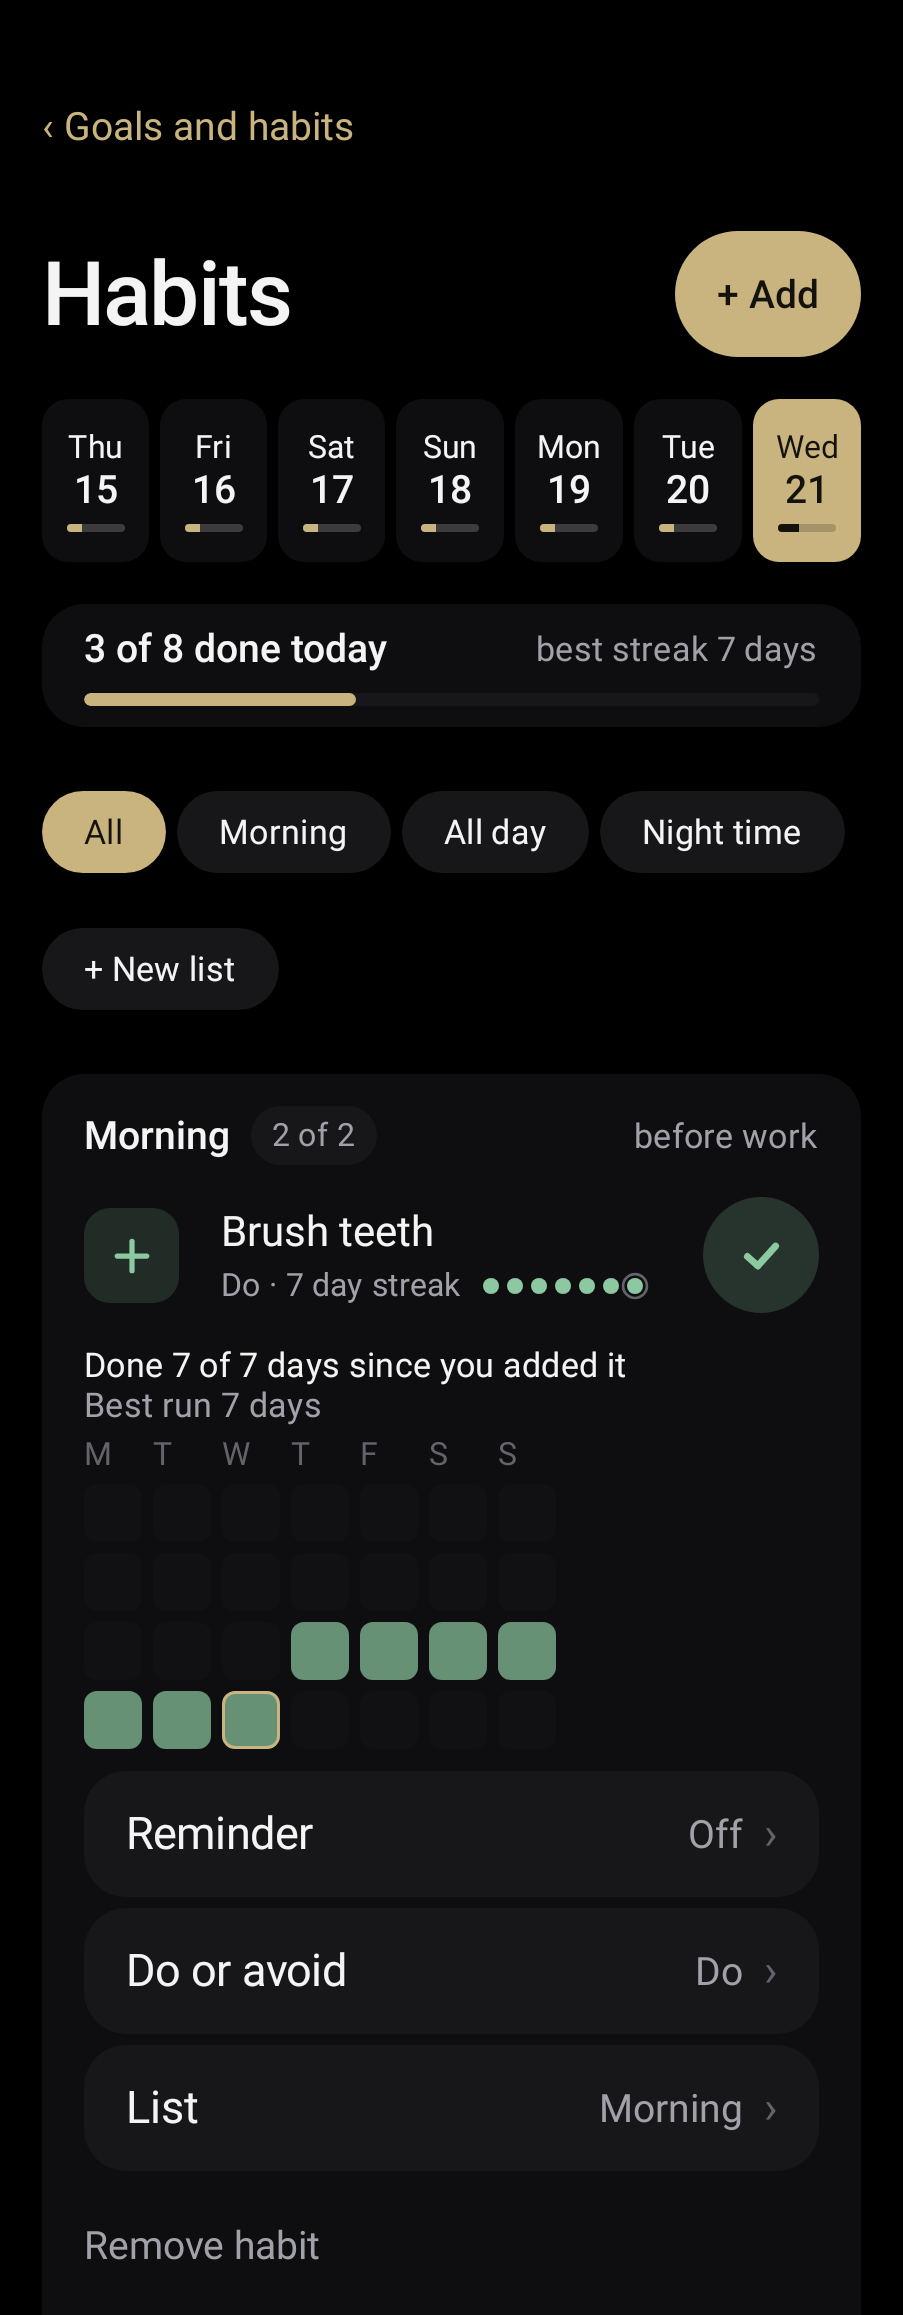 ‹ Goals and habits
Habits
+ Add
Thu Fri Sat Sun Mon Tue Wed
15 16 17 18 19 20 21
3 of 8 done today best streak 7 days
All Morning All day Night time
+ New list
Morning 2 of 2 before work
Brush teeth
Do · 7 day streak
Done 7 of 7 days since you added it
Best run 7 days
M T W T F S S
Reminder Off ›
Do or avoid Do ›
List Morning ›
Remove habit